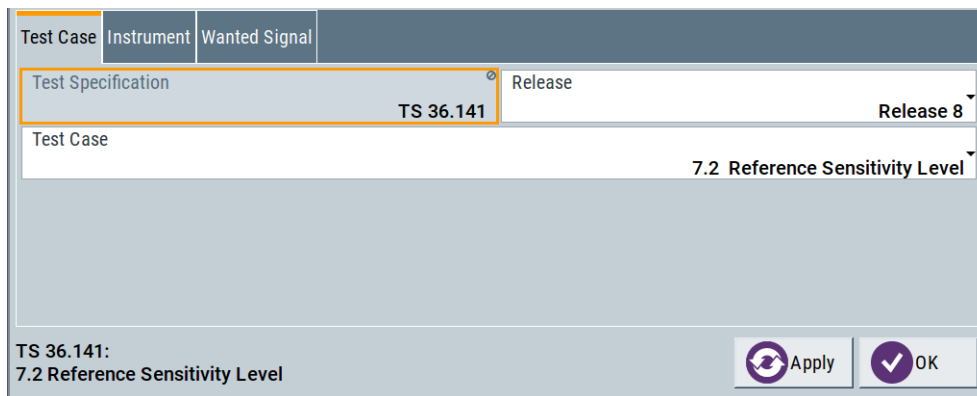 Test Case Instrument Wanted Signal
Test Specification Release
TS 36.141 Release 8
Test Case
7.2 Reference Sensitivity Level
TS 36.141:
7.2 Reference Sensitivity Level
Apply OK